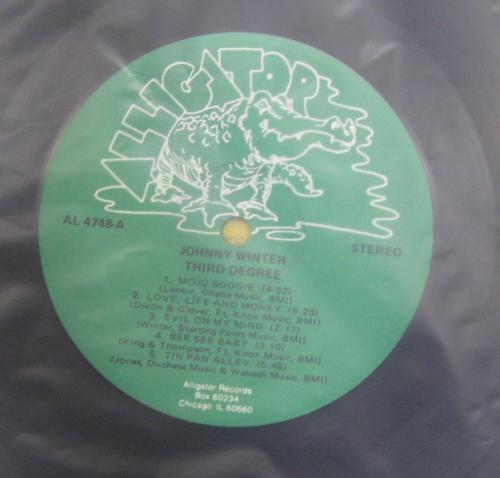 ALLIGATOR
AL 4748-A
STEREO
JOHNNY WINTER
THIRD DEGREE
1. MOJO BOOGIE (4:52)
(Lenoir, Ghana Music, BMI)
2. LOVE, LIFE AND MONEY (5:20)
(Dixon & Glover, Ft. Knox Music, BMI)
3. EVIL ON MY MIND (2:17)
(Winter, Starting Point Music, BMI)
4. SEE SEE BABY (3:10)
(King & Thompson, Ft. Knox Music, BMI)
5. TIN PAN ALLEY (5:48)
(Jones, Duchess Music & Wabash Music, BMI)
Alligator Records
Box 60234
Chicago IL 60660